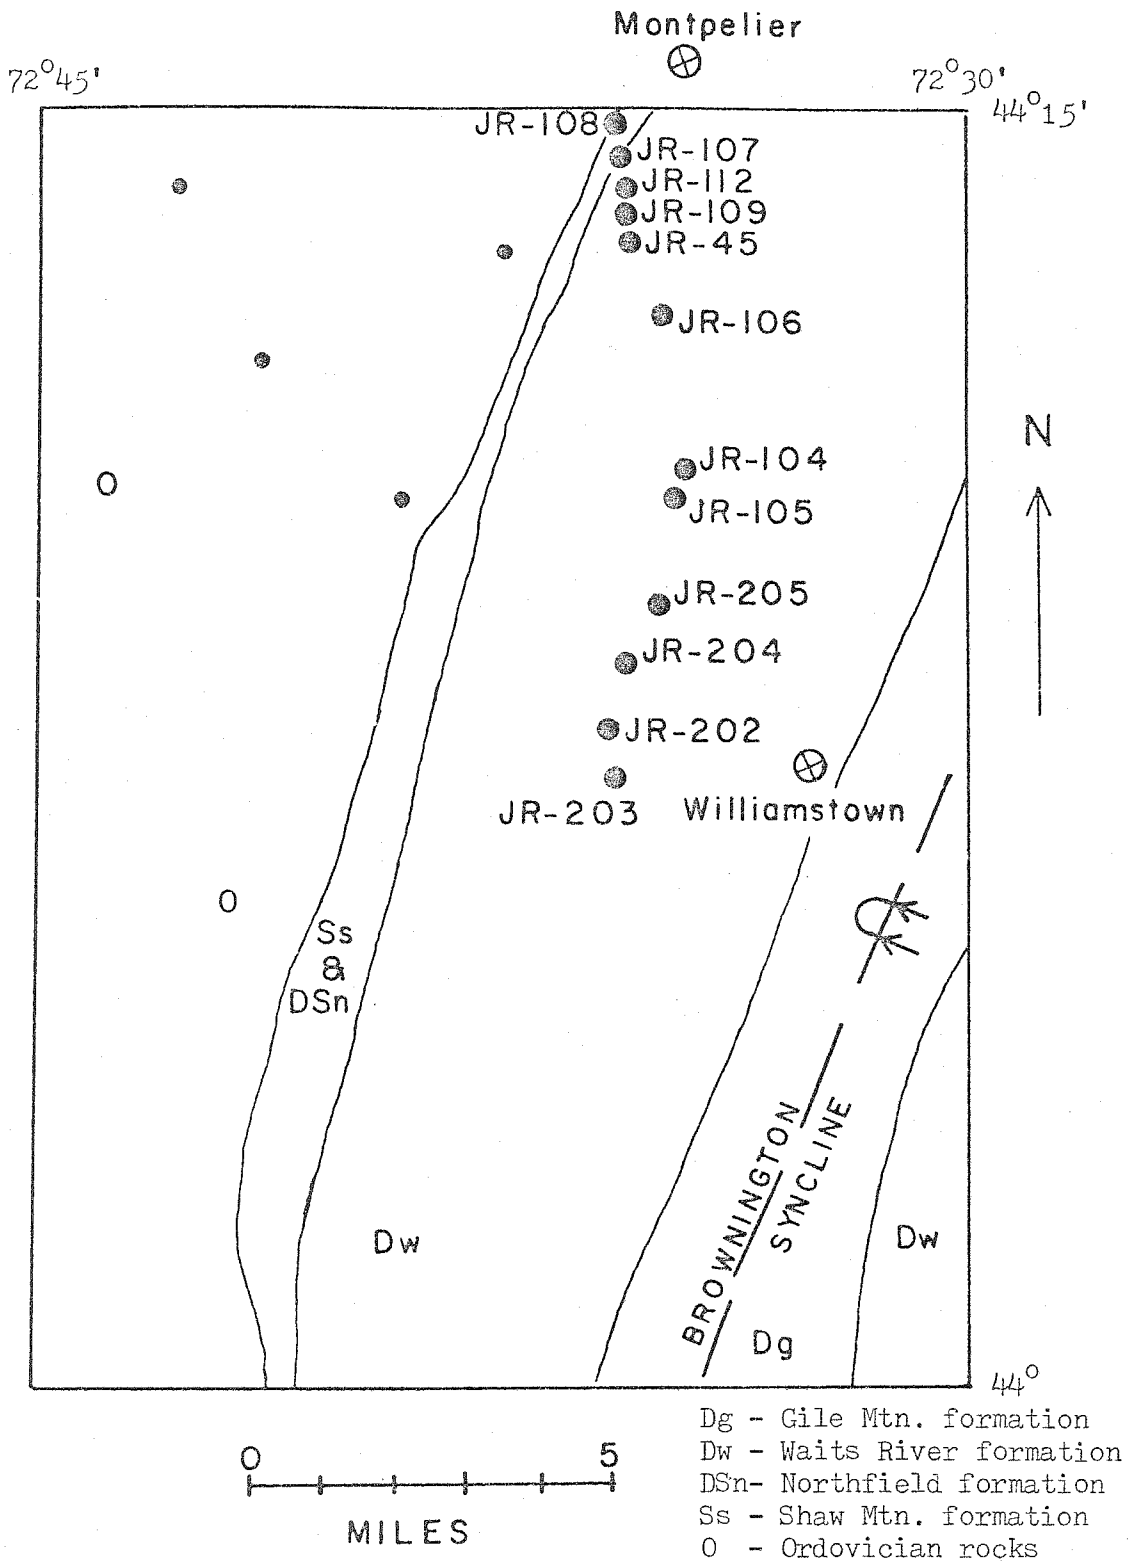 Montpelier
72°45'
72°30'
44°15'
JR-108
JR-107
JR-112
JR-109
JR-45
JR-106
N
JR-104
O
JR-105
JR-205
JR-204
JR-202
JR-203
Williamstown
O
Ss
&
DSn
BROWNINGTON
SYNCLINE
Dw
Dw
Dg
44°
Dg - Gile Mtn. formation
Dw - Waits River formation
DSn- Northfield formation
Ss - Shaw Mtn. formation
O - Ordovician rocks
0 5
MILES